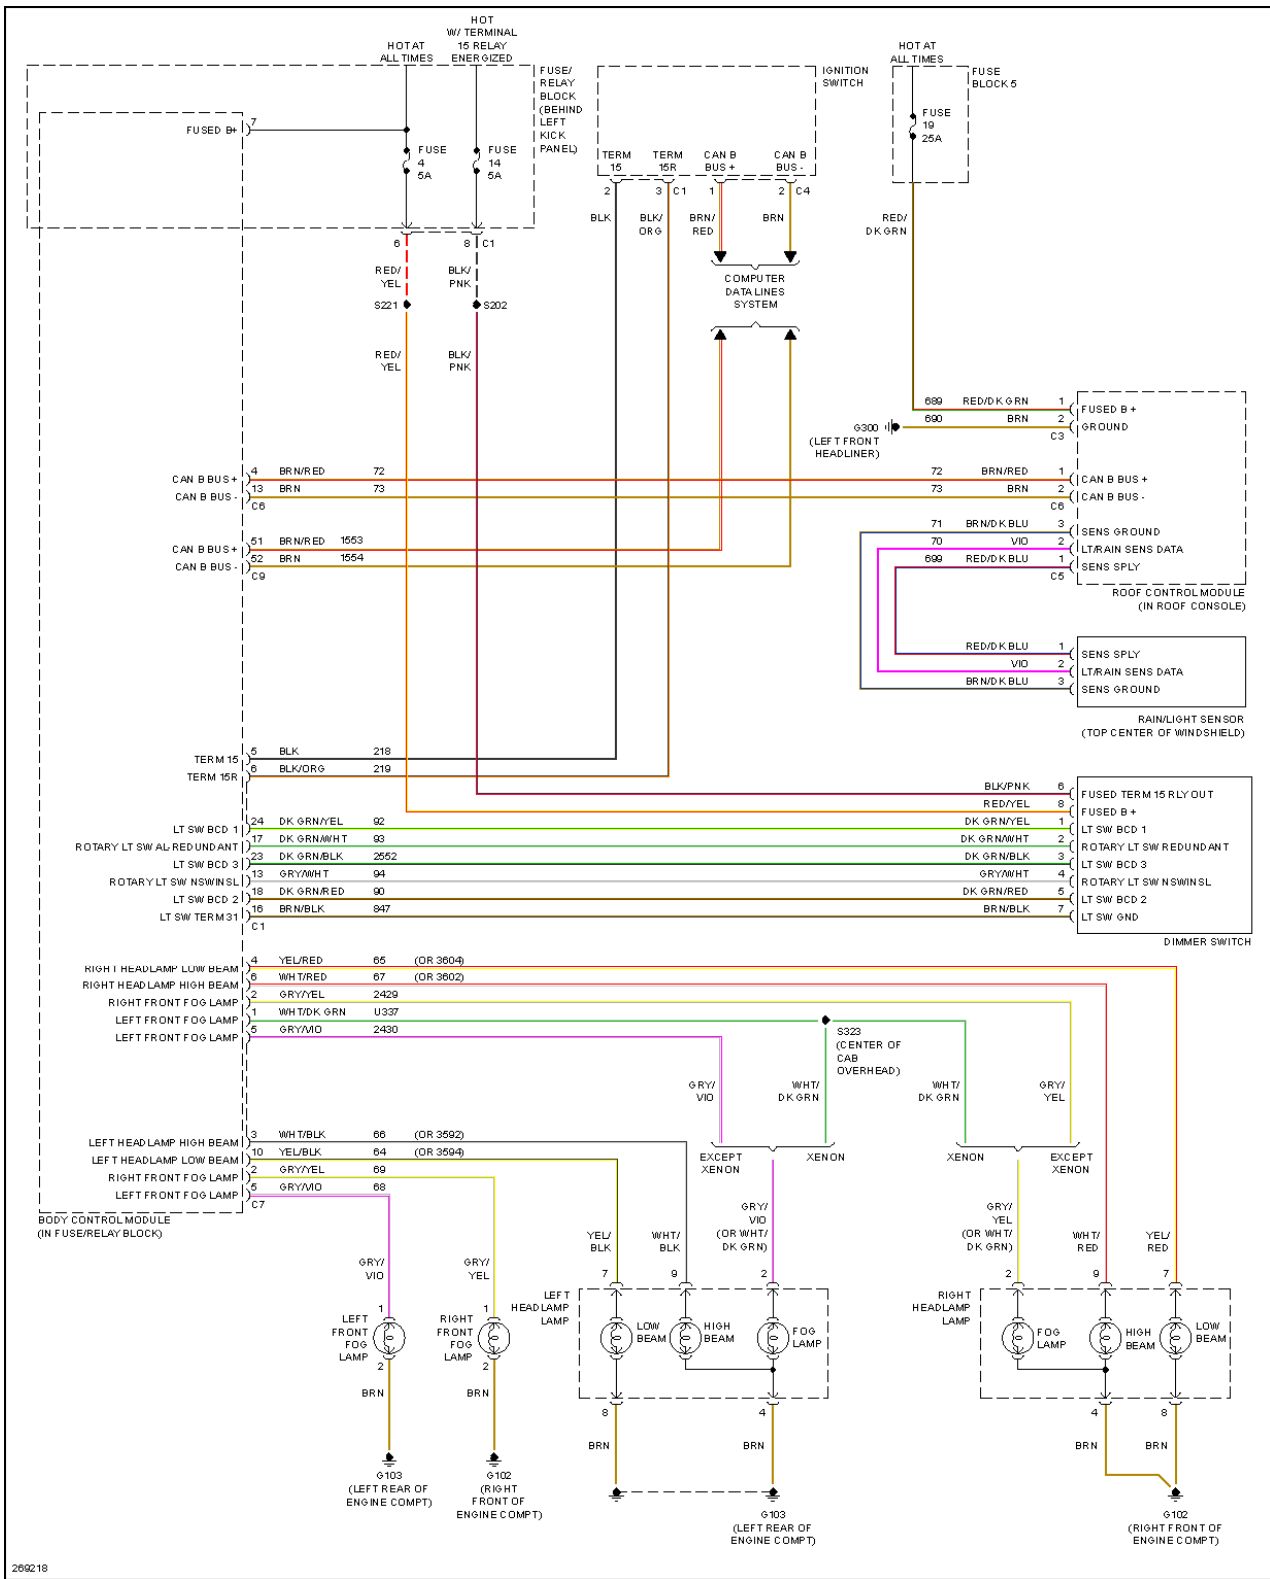 HOT AT
ALL TIMES
HOT
W/ TERMINAL
15 RELAY
ENERGIZED
FUSE/
RELAY
BLOCK
(BEHIND
LEFT
KICK
PANEL)
IGNITION
SWITCH
HOT AT
ALL TIMES
FUSE
BLOCK 5
FUSED B+
7
FUSE
4
5A
FUSE
14
5A
FUSE
19
25A
TERM
15
TERM
15R
CAN B
BUS +
CAN B
BUS -
2
3
C1
1
2
C4
BLK
BLK/
ORG
BRN/
RED
BRN
RED/
DK GRN
6
8
C1
RED/
YEL
BLK/
PNK
S221
S202
RED/
YEL
BLK/
PNK
COMPUTER
DATA LINES
SYSTEM
689 RED/DK GRN 1 FUSED B +
690 BRN 2 GROUND
C3
G300
(LEFT FRONT
HEADLINER)
CAN B BUS + 4 BRN/RED 72
72 BRN/RED 1 CAN B BUS +
CAN B BUS - 13 BRN 73
73 BRN 2 CAN B BUS -
C6
C6
71 BRN/DK BLU 3 SENS GROUND
70 VIO 2 LT/RAIN SENS DATA
699 RED/DK BLU 1 SENS SPLY
C5
CAN B BUS + 51 BRN/RED 1553
CAN B BUS - 52 BRN 1554
C9
ROOF CONTROL MODULE
(IN ROOF CONSOLE)
RED/DK BLU 1 SENS SPLY
VIO 2 LT/RAIN SENS DATA
BRN/DK BLU 3 SENS GROUND
RAIN/LIGHT SENSOR
(TOP CENTER OF WINDSHIELD)
TERM 15 5 BLK 218
TERM 15R 6 BLK/ORG 219
BLK/PNK 6 FUSED TERM 15 RLY OUT
RED/YEL 8 FUSED B +
LT SW BCD 1 24 DK GRN/YEL 92
DK GRN/YEL 1 LT SW BCD 1
ROTARY LT SW AL-REDUNDANT 17 DK GRN/WHT 93
DK GRN/WHT 2 ROTARY LT SW REDUNDANT
LT SW BCD 3 23 DK GRN/BLK 2552
DK GRN/BLK 3 LT SW BCD 3
ROTARY LT SW NSWINSL 13 GRY/WHT 94
GRY/WHT 4 ROTARY LT SW NSWINSL
LT SW BCD 2 18 DK GRN/RED 90
DK GRN/RED 5 LT SW BCD 2
LT SW TERM 31 16 BRN/BLK 847
BRN/BLK 7 LT SW GND
C1
DIMMER SWITCH
RIGHT HEADLAMP LOW BEAM 4 YEL/RED 65 (OR 3604)
RIGHT HEADLAMP HIGH BEAM 6 WHT/RED 67 (OR 3602)
RIGHT FRONT FOG LAMP 2 GRY/YEL 2429
LEFT FRONT FOG LAMP 1 WHT/DK GRN U337
LEFT FRONT FOG LAMP 5 GRY/VIO 2430
S323
(CENTER OF
CAB
OVERHEAD)
GRY/
VIO
WHT/
DK GRN
WHT/
DK GRN
GRY/
YEL
LEFT HEADLAMP HIGH BEAM 3 WHT/BLK 66 (OR 3592)
LEFT HEADLAMP LOW BEAM 10 YEL/BLK 64 (OR 3594)
RIGHT FRONT FOG LAMP 2 GRY/YEL 69
LEFT FRONT FOG LAMP 5 GRY/VIO 68
C7
EXCEPT
XENON
XENON
XENON
EXCEPT
XENON
BODY CONTROL MODULE
(IN FUSE/RELAY BLOCK)
GRY/
VIO
GRY/
YEL
YEL/
BLK
WHT/
BLK
GRY/
VIO
(OR WHT/
DK GRN)
GRY/
YEL
(OR WHT/
DK GRN)
WHT/
RED
YEL/
RED
7
9
2
2
9
7
1
LEFT
FRONT
FOG
LAMP
2
1
RIGHT
FRONT
FOG
LAMP
2
LEFT
HEADLAMP
LAMP
LOW
BEAM
HIGH
BEAM
FOG
LAMP
RIGHT
HEADLAMP
LAMP
FOG
LAMP
HIGH
BEAM
LOW
BEAM
BRN
BRN
8
4
4
8
BRN
BRN
BRN
BRN
G103
(LEFT REAR OF
ENGINE COMPT)
G102
(RIGHT
FRONT OF
ENGINE COMPT)
G103
(LEFT REAR OF
ENGINE COMPT)
G102
(RIGHT FRONT OF
ENGINE COMPT)
269218